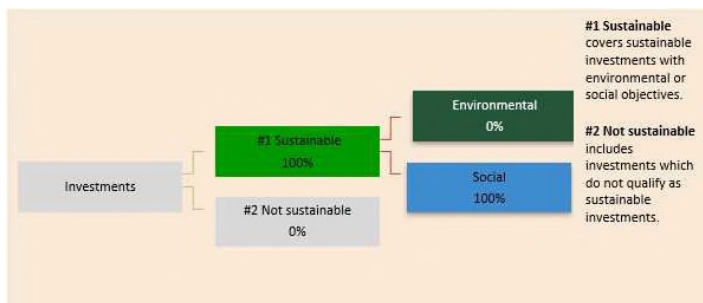 Investments
#1 Sustainable
100%
#2 Not sustainable
0%
Environmental
0%
Social
100%
#1 Sustainable
covers sustainable
investments with
environmental or
social objectives.
#2 Not sustainable
includes
investments which
do not qualify as
sustainable
investments.